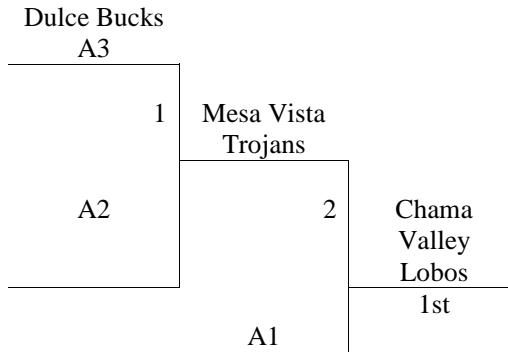 Dulce Bucks
A3
1
Mesa Vista
Trojans
A2
2
Chama
Valley
Lobos
1st
A1